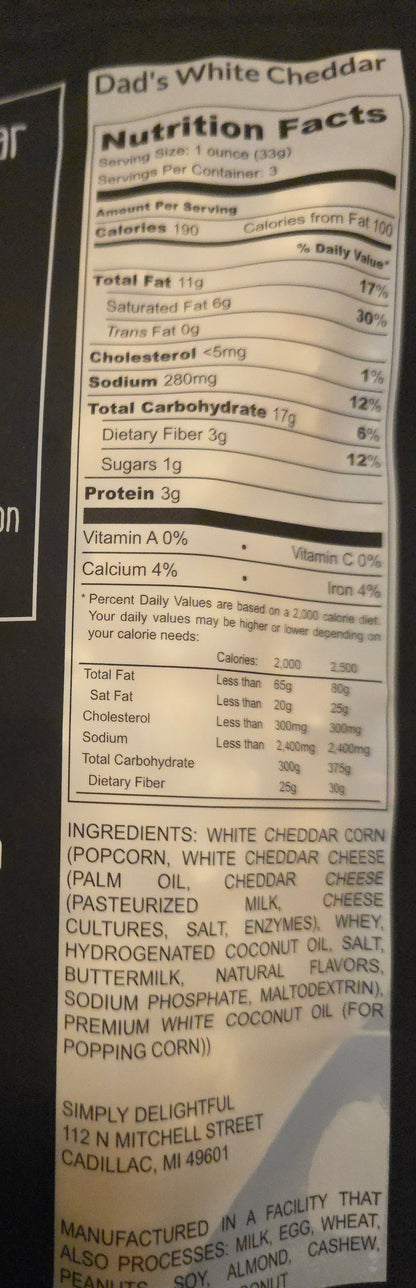 Dad's White Cheddar
Nutrition Facts
Serving Size: 1 ounce (33g)
Servings Per Container: 3
Amount Per Serving
Calories 190 Calories from Fat 100
% Daily Value*
Total Fat 11g 17%
Saturated Fat 6g 30%
Trans Fat 0g
Cholesterol <5mg 1%
Sodium 280mg 12%
Total Carbohydrate 17g 6%
Dietary Fiber 3g 12%
Sugars 1g
Protein 3g
Vitamin A 0% • Vitamin C 0%
Calcium 4% • Iron 4%
* Percent Daily Values are based on a 2,000 calorie diet.
Your daily values may be higher or lower depending on
your calorie needs:
Calories: 2,000 2,500
Total Fat Less than 65g 80g
Sat Fat Less than 20g 25g
Cholesterol Less than 300mg 300mg
Sodium Less than 2,400mg 2,400mg
Total Carbohydrate 300g 375g
Dietary Fiber 25g 30g
INGREDIENTS: WHITE CHEDDAR CORN
(POPCORN, WHITE CHEDDAR CHEESE
(PALM OIL, CHEDDAR CHEESE
(PASTEURIZED MILK, CHEESE
CULTURES, SALT, ENZYMES), WHEY,
HYDROGENATED COCONUT OIL, SALT,
BUTTERMILK, NATURAL FLAVORS,
SODIUM PHOSPHATE, MALTODEXTRIN),
PREMIUM WHITE COCONUT OIL (FOR
POPPING CORN))
SIMPLY DELIGHTFUL
112 N MITCHELL STREET
CADILLAC, MI 49601
MANUFACTURED IN A FACILITY THAT
ALSO PROCESSES: MILK, EGG, WHEAT,
PEANUTS, SOY, ALMOND, CASHEW,